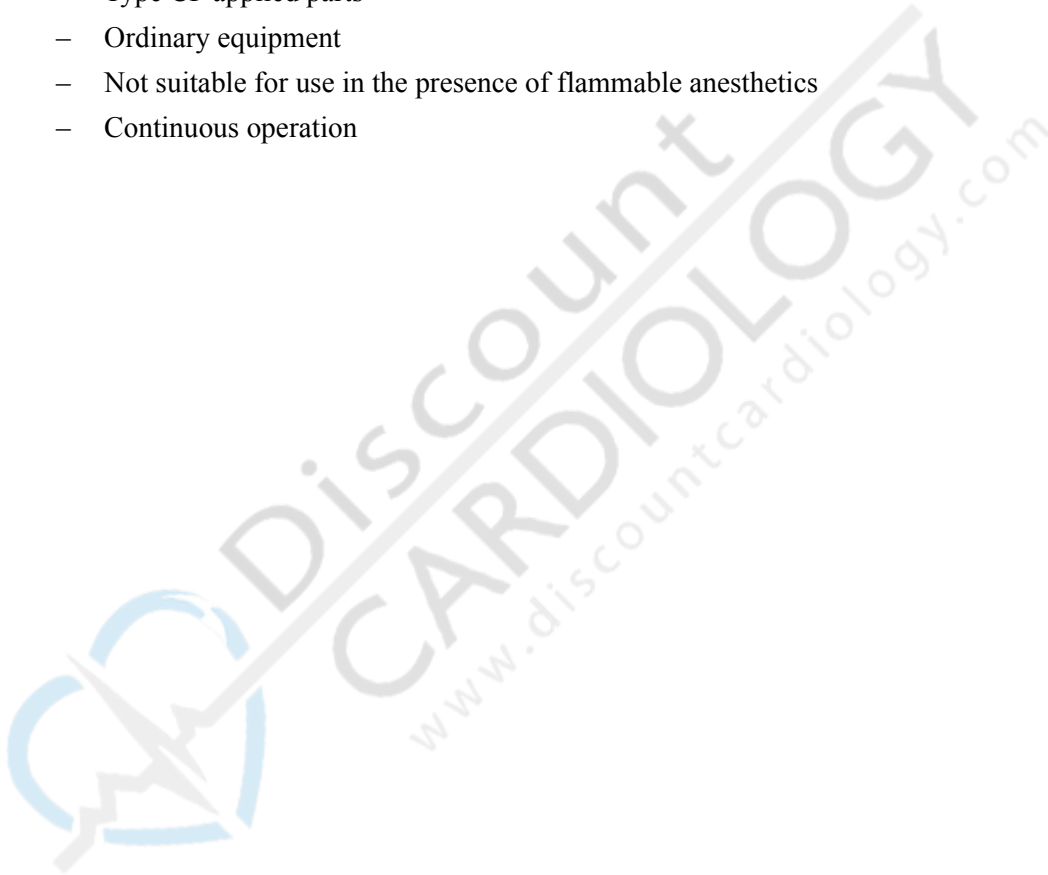 Type CF applied parts
– Ordinary equipment
– Not suitable for use in the presence of flammable anesthetics
– Continuous operation
Discount
CARDIOLOGY
www.discountcardiology.com